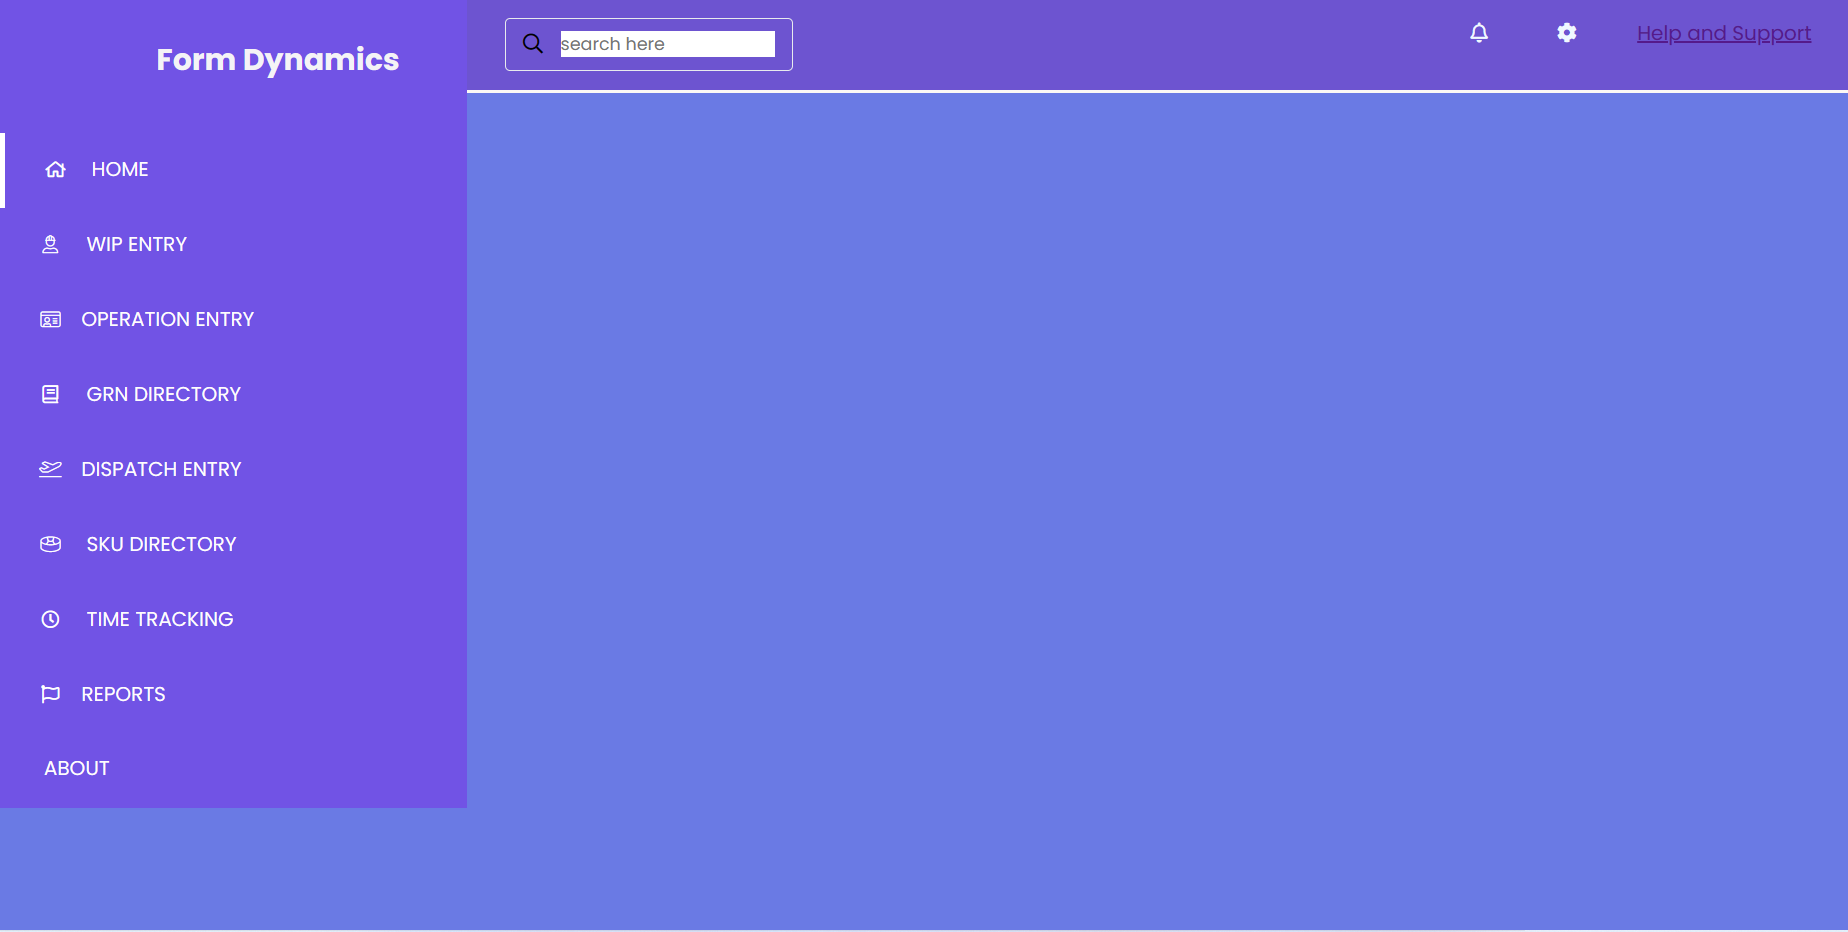 Form Dynamics
search here
Help and Support
HOME
WIP ENTRY
OPERATION ENTRY
GRN DIRECTORY
DISPATCH ENTRY
SKU DIRECTORY
TIME TRACKING
REPORTS
ABOUT